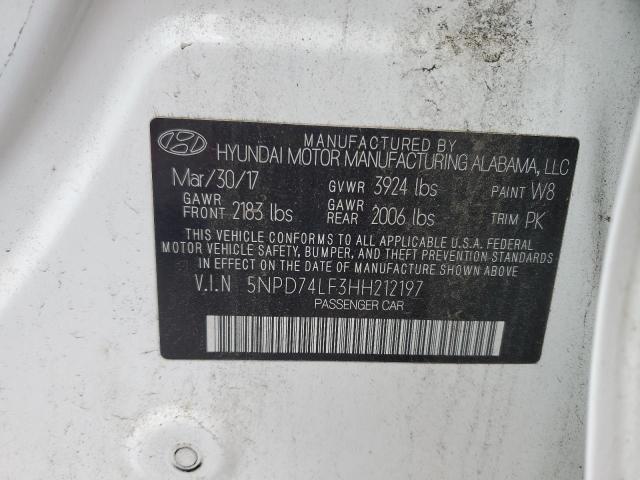 MANUFACTURED BY
HYUNDAI MOTOR MANUFACTURING ALABAMA, LLC
Mar/30/17 GVWR 3924 lbs PAINT W8
GAWR FRONT 2183 lbs GAWR REAR 2006 lbs TRIM PK
THIS VEHICLE CONFORMS TO ALL APPLICABLE U.S.A. FEDERAL
MOTOR VEHICLE SAFETY, BUMPER, AND THEFT PREVENTION
STANDARDS IN EFFECT ON THE DATE OF MANUFACTURE SHOWN ABOVE.
V.I.N 5NPD74LF3HH212197
PASSENGER CAR